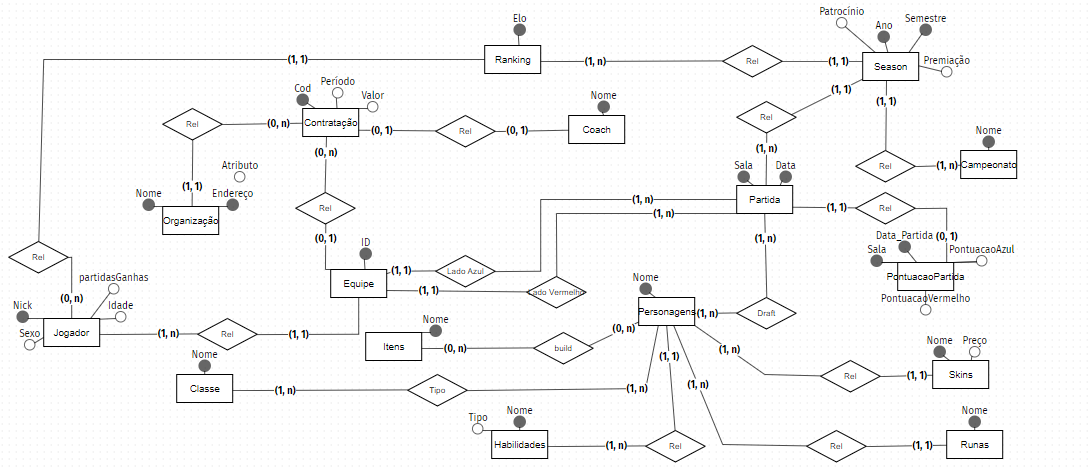 Patrocínio
Elo
Ano
Semestre
Ranking
(1, 1)
(1, n)
Rel
(1, 1)
Season
Premiação
Cod
Período
Valor
Nome
(1, 1)
(1, 1)
Rel
(0, n)
Contratação
(0, 1)
Rel
(0, 1)
Coach
Rel
Nome
(0, n)
(1, n)
Atributo
Sala
Data
Rel
(1, n)
Campeonato
(1, 1)
Nome
Endereço
Organização
Rel
(1, n)
(1, n)
Partida
(1, 1)
Rel
(0, 1)
ID
(1, n)
Data_Partida
(0, 1)
Sala
PontuacaoAzul
Rel
(1, 1)
Lado Azul
Equipe
(1, 1)
Lado Vermelho
Nome
PontuacaoPartida
PontuacaoVermelho
partidasGanhas
(0, n)
Nick
Idade
Personagens
(1, n)
Draft
Sexo
Jogador
(1, n)
Rel
(1, 1)
Nome
(0, n)
Itens
(0, n)
build
(1, 1)
(1, n)
Nome
Preço
Nome
Classe
(1, n)
Tipo
(1, n)
(1, n)
Rel
(1, 1)
Skins
Tipo
Nome
Nome
Habilidades
(1, n)
Rel
Rel
(1, 1)
Runas